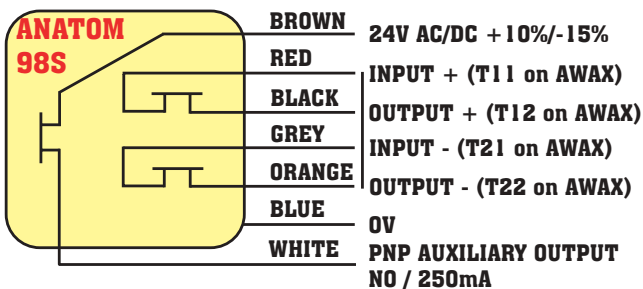 ANATOM
98S
BROWN
24V AC/DC +10%/-15%
RED
INPUT + (T11 on AWAX)
BLACK
OUTPUT + (T12 on AWAX)
GREY
INPUT - (T21 on AWAX)
ORANGE
OUTPUT - (T22 on AWAX)
BLUE
0V
WHITE
PNP AUXILIARY OUTPUT
NO / 250mA